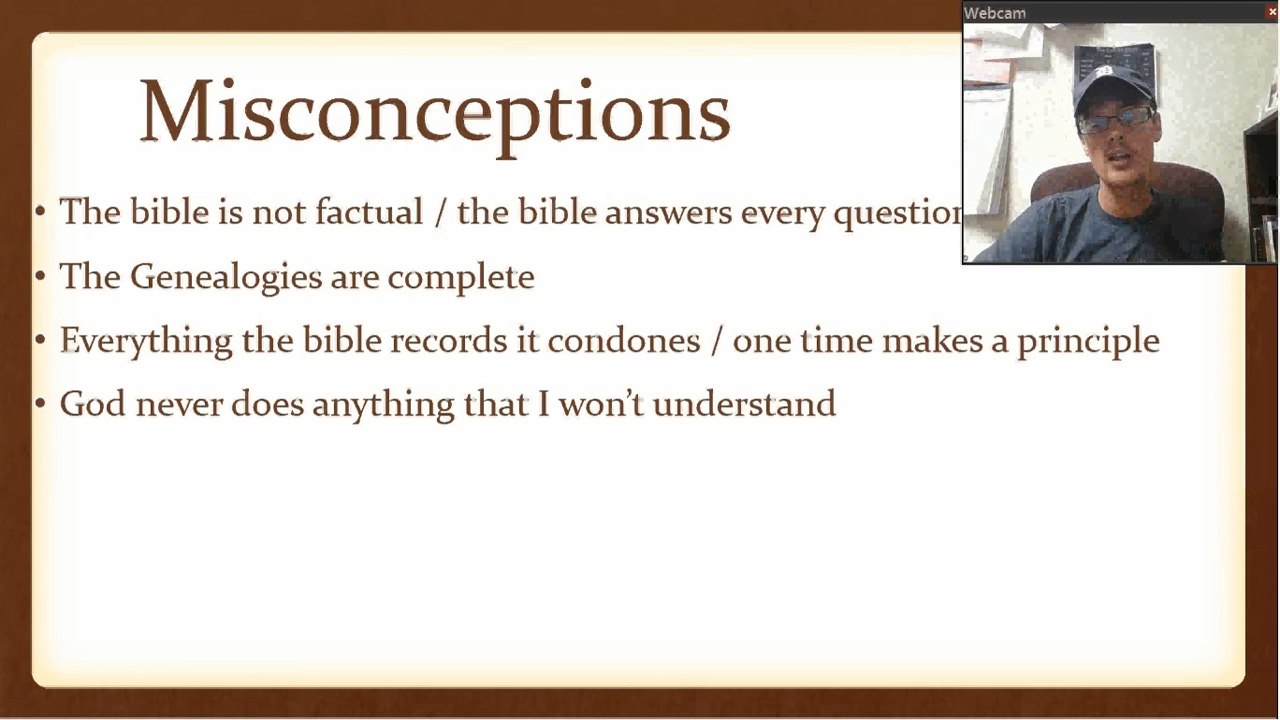 Webcam
Misconceptions
• The bible is not factual / the bible answers every question
• The Genealogies are complete
• Everything the bible records it condones / one time makes a principle
• God never does anything that I won’t understand